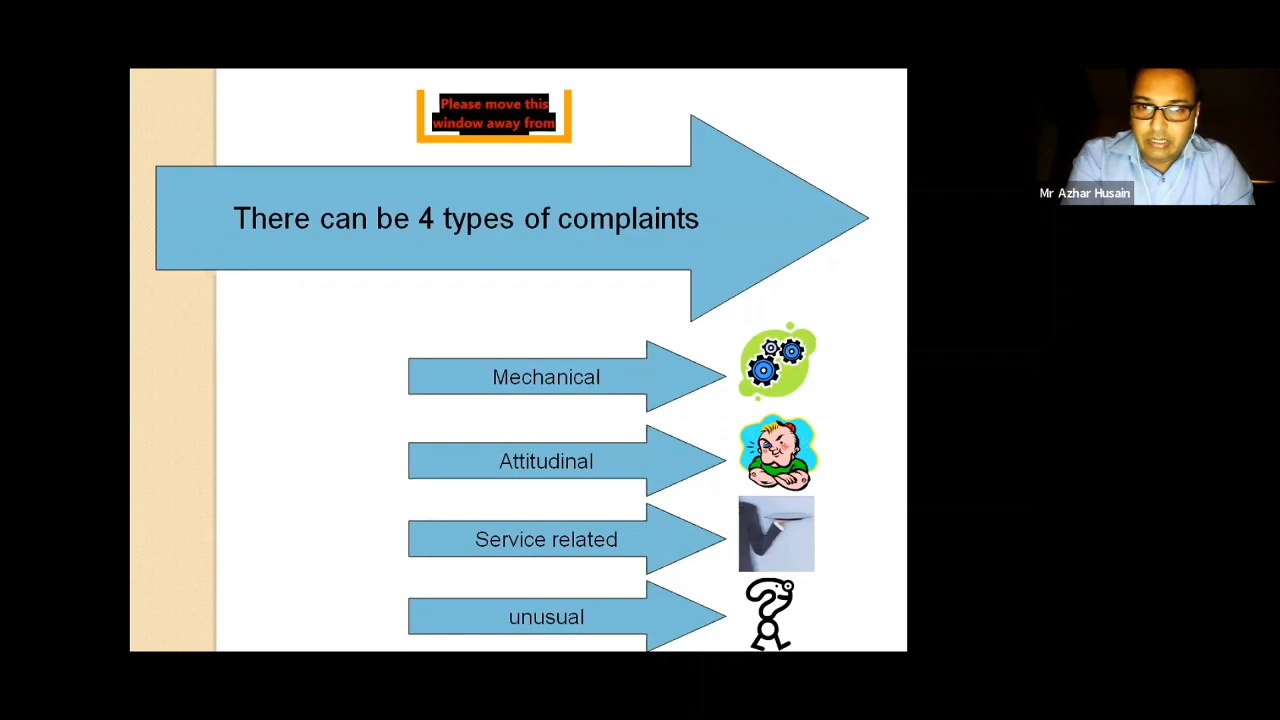 Please move this
window away from
There can be 4 types of complaints
Mr Azhar Husain
Mechanical
Attitudinal
Service related
unusual